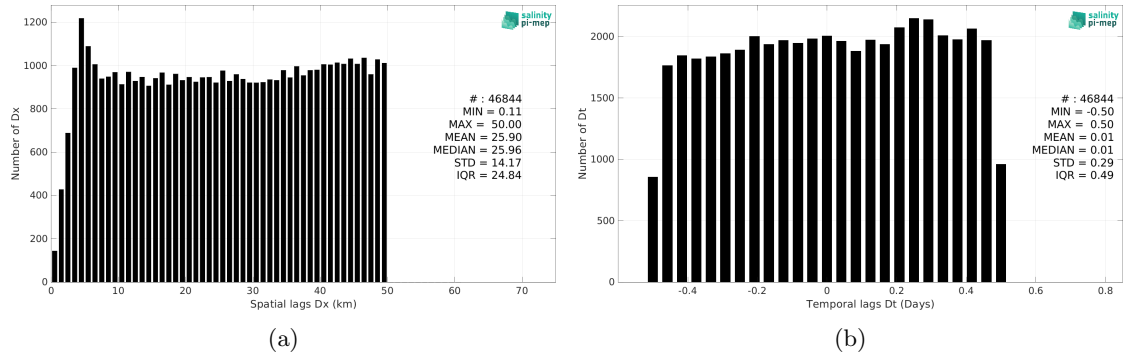 1200
1000
800
600
400
200
0
Number of Dx
0 10 20 30 40 50 60 70
Spatial lags Dx (km)
salinity
pi-mep
# : 46844
MIN = 0.11
MAX = 50.00
MEAN = 25.90
MEDIAN = 25.96
STD = 14.17
IQR = 24.84
(a)
2000
1500
1000
500
0
Number of Dt
-0.4 -0.2 0 0.2 0.4 0.6 0.8
Temporal lags Dt (Days)
salinity
pi-mep
# : 46844
MIN = -0.50
MAX = 0.50
MEAN = 0.01
MEDIAN = 0.01
STD = 0.29
IQR = 0.49
(b)